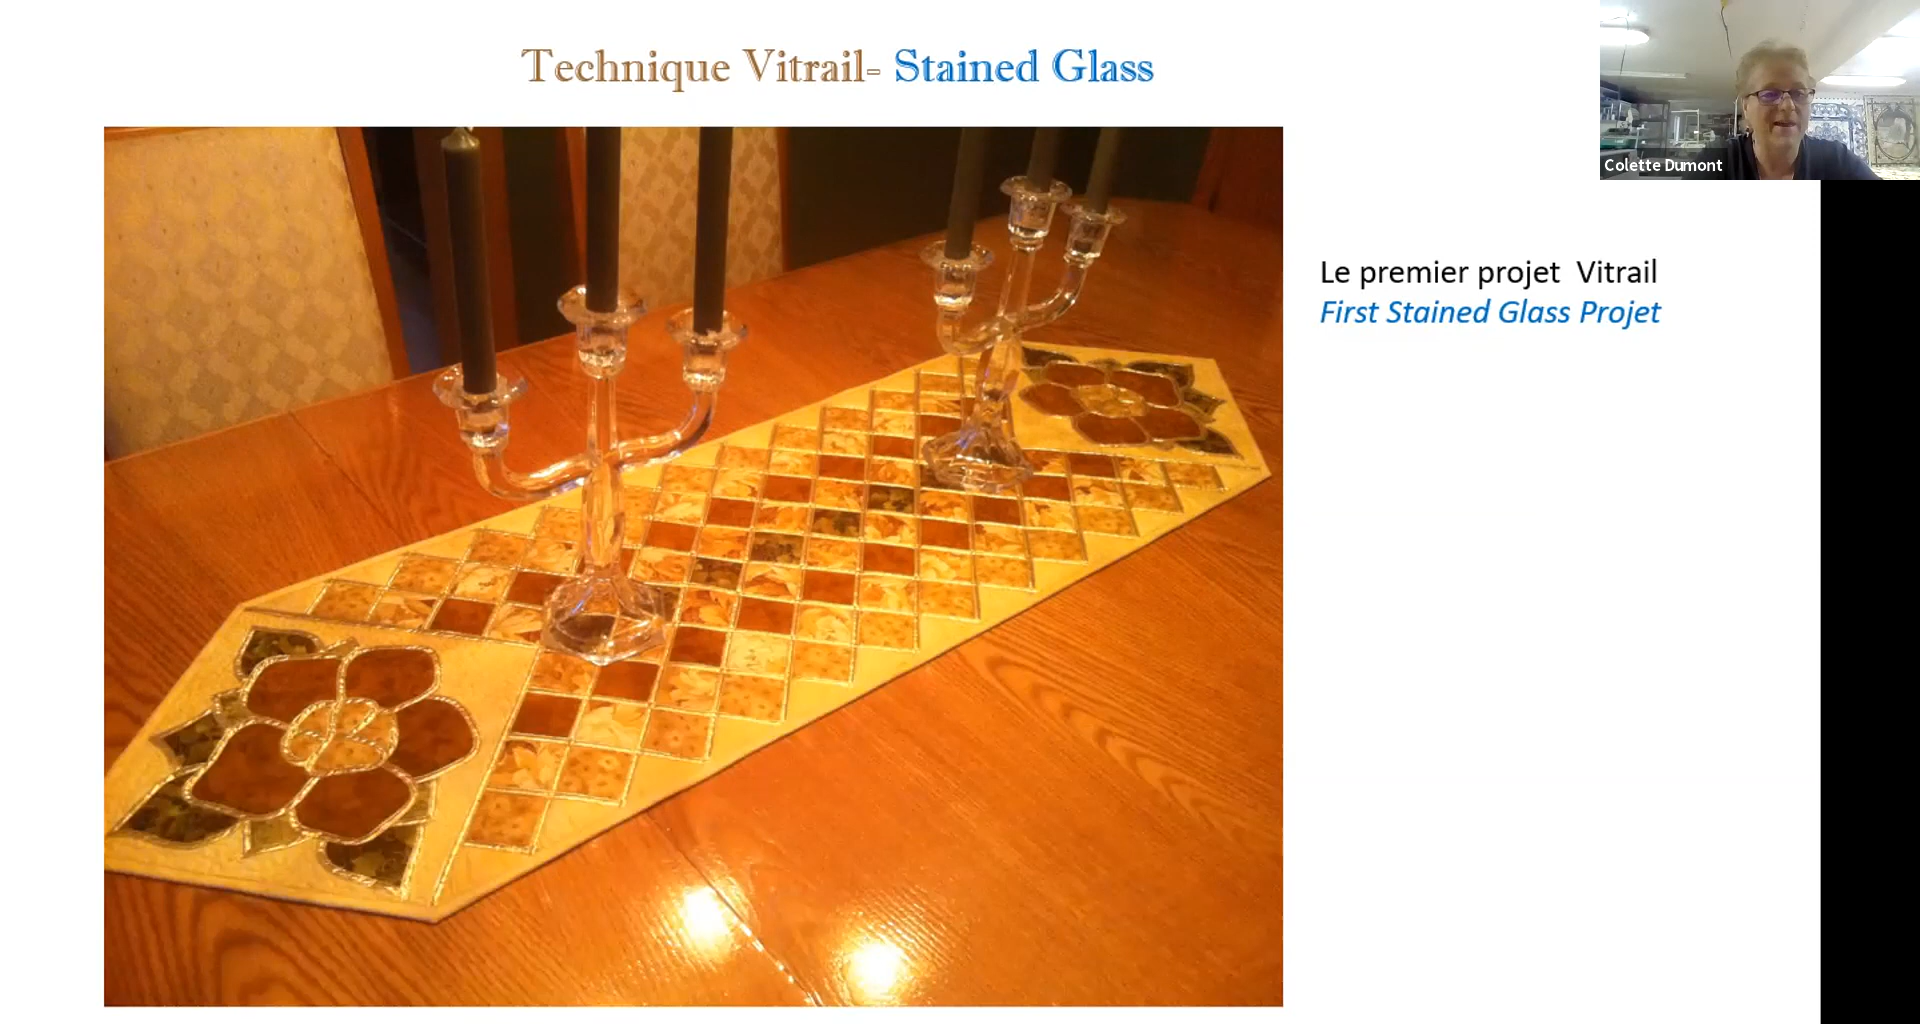 Technique Vitrail- Stained Glass
Colette Dumont
Le premier projet Vitrail
First Stained Glass Projet